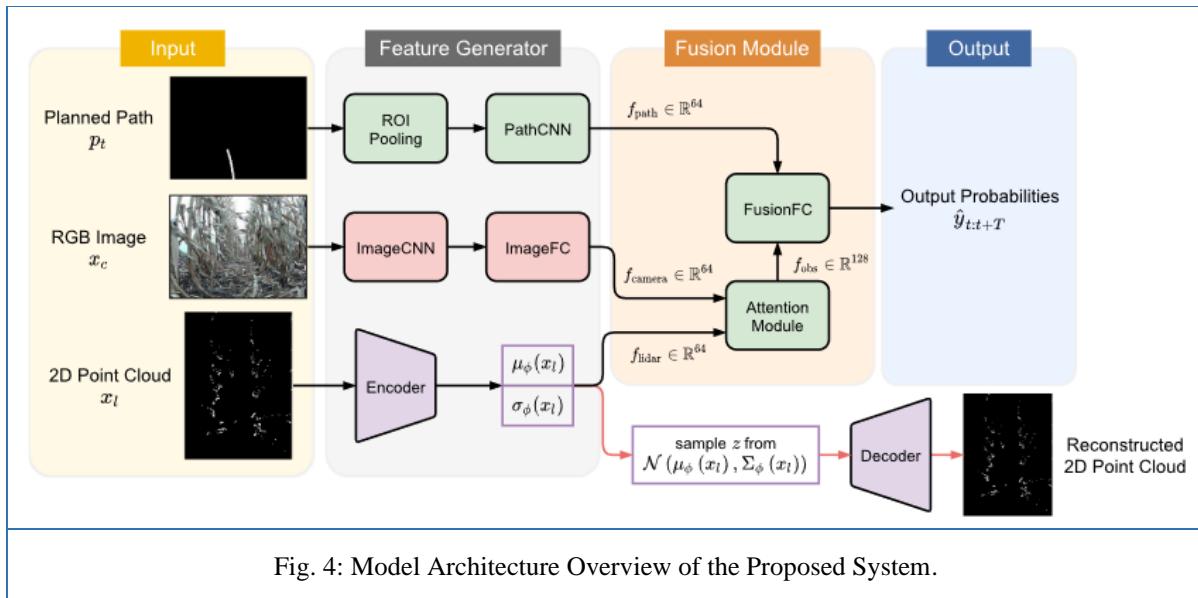 Input
Feature Generator
Fusion Module
Output
Planned Path
p_t
ROI
Pooling
PathCNN
f_path ∈ ℝ^64
RGB Image
x_c
ImageCNN
ImageFC
f_camera ∈ ℝ^64
FusionFC
f_obs ∈ ℝ^128
Attention
Module
Output Probabilities
ŷ_t:t+T
2D Point Cloud
x_l
Encoder
μ_ϕ(x_l)
σ_ϕ(x_l)
f_lidar ∈ ℝ^64
sample z from
𝒩 (μ_ϕ (x_l) , Σ_ϕ (x_l))
Decoder
Reconstructed
2D Point Cloud
Fig. 4: Model Architecture Overview of the Proposed System.